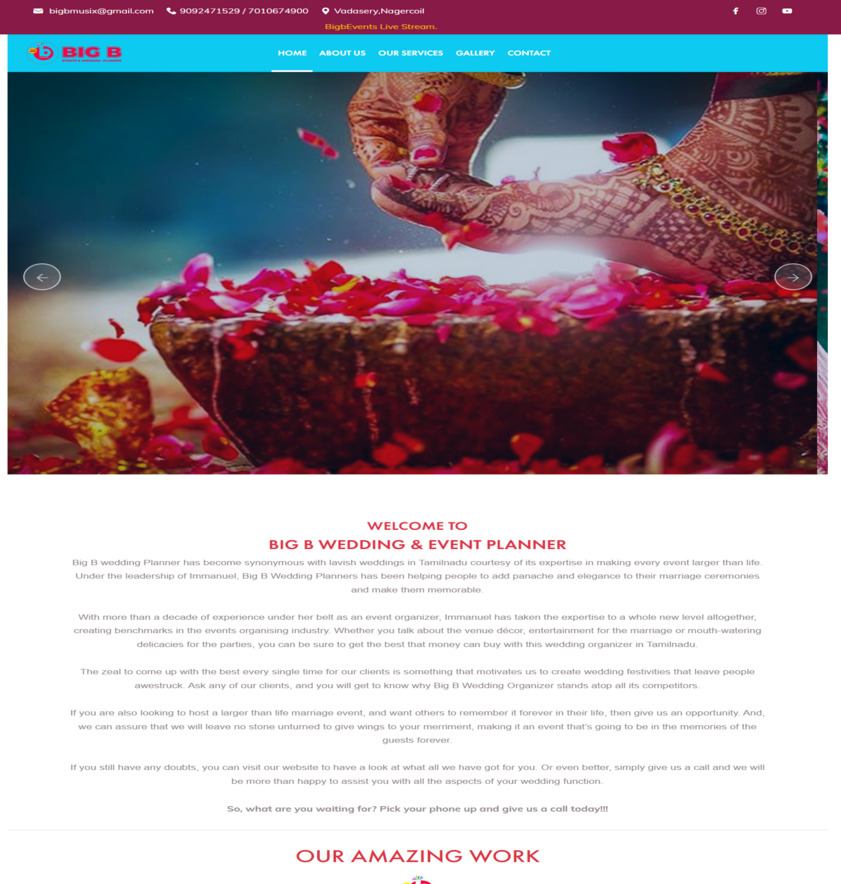 bigbmusix@gmail.com 9092471529 / 7010674900 Vadasery,Nagercoil
BigbEvents Live Stream.
BIG B
EVENTS & WEDDING PLANNER
HOME ABOUT US OUR SERVICES GALLERY CONTACT
WELCOME TO
BIG B WEDDING & EVENT PLANNER
Big B wedding Planner has become synonymous with lavish weddings in Tamilnadu courtesy of its expertise in making every event larger than life.
Under the leadership of Immanuel, Big B Wedding Planners has been helping people to add panache and elegance to their marriage ceremonies
and make them memorable.
With more than a decade of experience under her belt as an event organizer, Immanuel has taken the expertise to a whole new level altogether,
creating benchmarks in the events organising industry. Whether you talk about the venue décor, entertainment for the marriage or mouth-watering
delicacies for the parties, you can be sure to get the best that money can buy with this wedding organizer in Tamilnadu.
The zeal to come up with the best every single time for our clients is something that motivates us to create wedding festivities that leave people
awestruck. Ask any of our clients, and you will get to know why Big B Wedding Organizer stands atop all its competitors.
If you are also looking to host a larger than life marriage event, and want others to remember it forever in their life, then give us an opportunity. And,
we can assure that we will leave no stone unturned to give wings to your merriment, making it an event that's going to be in the memories of the
guests forever.
If you still have any doubts, you can visit our website to have a look at what all we have got for you. Or even better, simply give us a call and we will
be more than happy to assist you with all the aspects of your wedding function.
So, what are you waiting for? Pick your phone up and give us a call today!!!
OUR AMAZING WORK